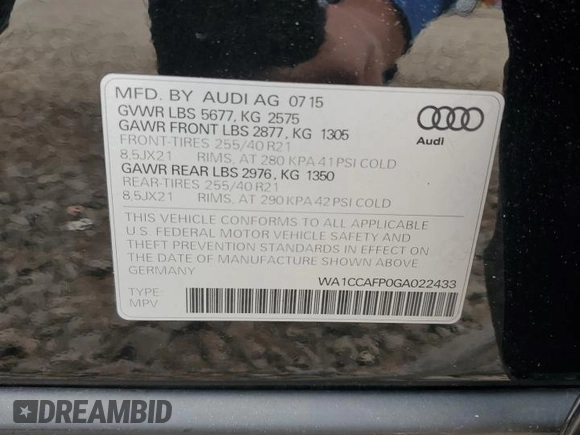 MFD. BY AUDI AG 0715
GVWR LBS 5677, KG 2575
GAWR FRONT LBS 2877, KG 1305
FRONT-TIRES 255/40 R21
8,5JX21 RIMS, AT 280 KPA 41 PSI COLD
GAWR REAR LBS 2976, KG 1350
REAR-TIRES 255/40 R21
8,5JX21 RIMS, AT 290 KPA 42 PSI COLD
Audi
THIS VEHICLE CONFORMS TO ALL APPLICABLE
U.S. FEDERAL MOTOR VEHICLE SAFETY AND
THEFT PREVENTION STANDARDS IN EFFECT ON
THE DATE OF MANUFACTURE SHOWN ABOVE.
GERMANY
WA1CCAFP0GA022433
TYPE:
MPV
DREAMBID